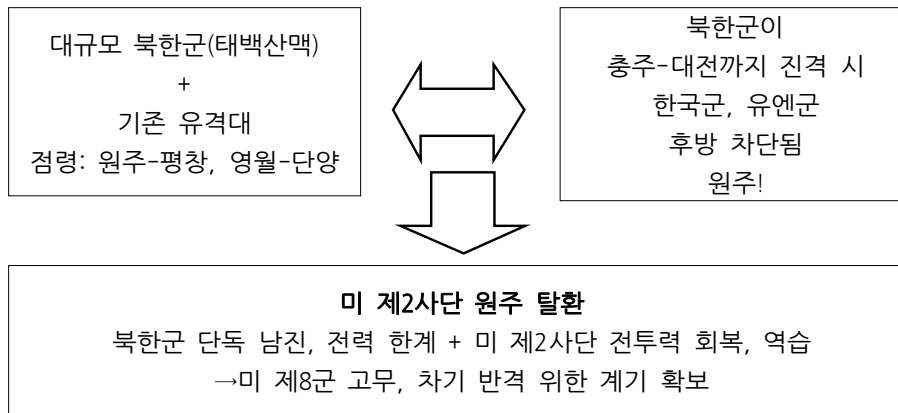 대규모 북한군(태백산맥)
+
기존 유격대
점령: 원주-평창, 영월-단양
북한군이
충주-대전까지 진격 시
한국군, 유엔군
후방 차단됨
원주!
미 제2사단 원주 탈환
북한군 단독 남진, 전력 한계 + 미 제2사단 전투력 회복, 역습
→미 제8군 고무, 차기 반격 위한 계기 확보